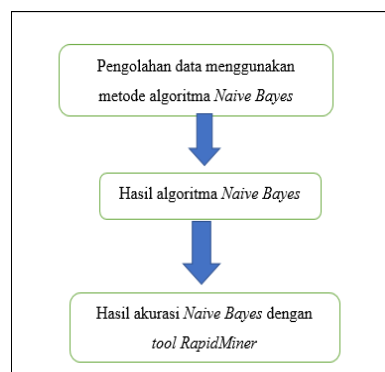 Pengolahan data menggunakan
metode algoritma Naive Bayes
Hasil algoritma Naive Bayes
Hasil akurasi Naive Bayes dengan
tool RapidMiner